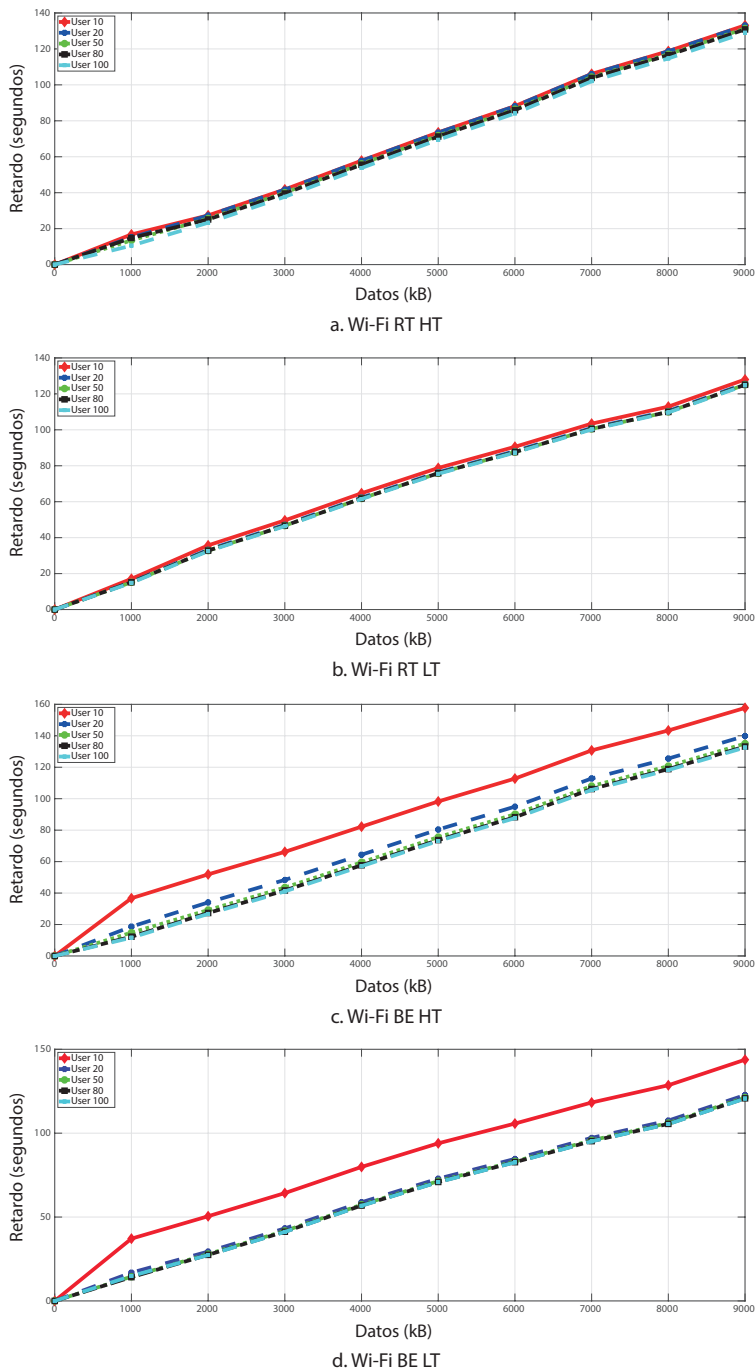 140
120
100
80
60
40
20
0
Retardo (segundos)
User 10
User 20
User 50
User 80
User 100
0 1000 2000 3000 4000 5000 6000 7000 8000 9000
Datos (kB)
a. Wi-Fi RT HT
140
120
100
80
60
40
20
0
Retardo (segundos)
User 10
User 20
User 50
User 80
User 100
0 1000 2000 3000 4000 5000 6000 7000 8000 9000
Datos (kB)
b. Wi-Fi RT LT
160
140
120
100
80
60
40
20
0
Retardo (segundos)
User 10
User 20
User 50
User 80
User 100
0 1000 2000 3000 4000 5000 6000 7000 8000 9000
Datos (kB)
c. Wi-Fi BE HT
150
100
50
0
Retardo (segundos)
User 10
User 20
User 50
User 80
User 100
0 1000 2000 3000 4000 5000 6000 7000 8000 9000
Datos (kB)
d. Wi-Fi BE LT